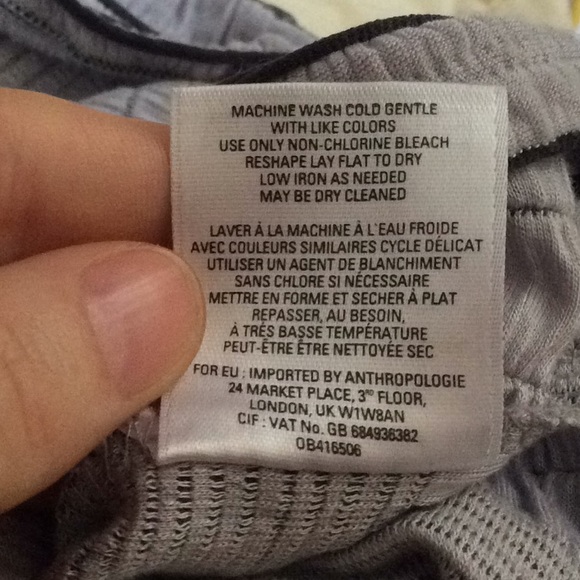 MACHINE WASH COLD GENTLE
WITH LIKE COLORS
USE ONLY NON-CHLORINE BLEACH
RESHAPE LAY FLAT TO DRY
LOW IRON AS NEEDED
MAY BE DRY CLEANED
LAVER À LA MACHINE À L'EAU FROIDE
AVEC COULEURS SIMILAIRES CYCLE DÉLICAT
UTILISER UN AGENT DE BLANCHIMENT
SANS CHLORE SI NÉCESSAIRE
METTRE EN FORME ET SECHER À PLAT
REPASSER, AU BESOIN,
À TRÉS BASSE TEMPÉRATURE
PEUT-ÊTRE ÊTRE NETTOYÉE SEC
FOR EU : IMPORTED BY ANTHROPOLOGIE
24 MARKET PLACE, 3RD FLOOR,
LONDON, UK W1W8AN
CIF : VAT No. GB 684936382
OB416506